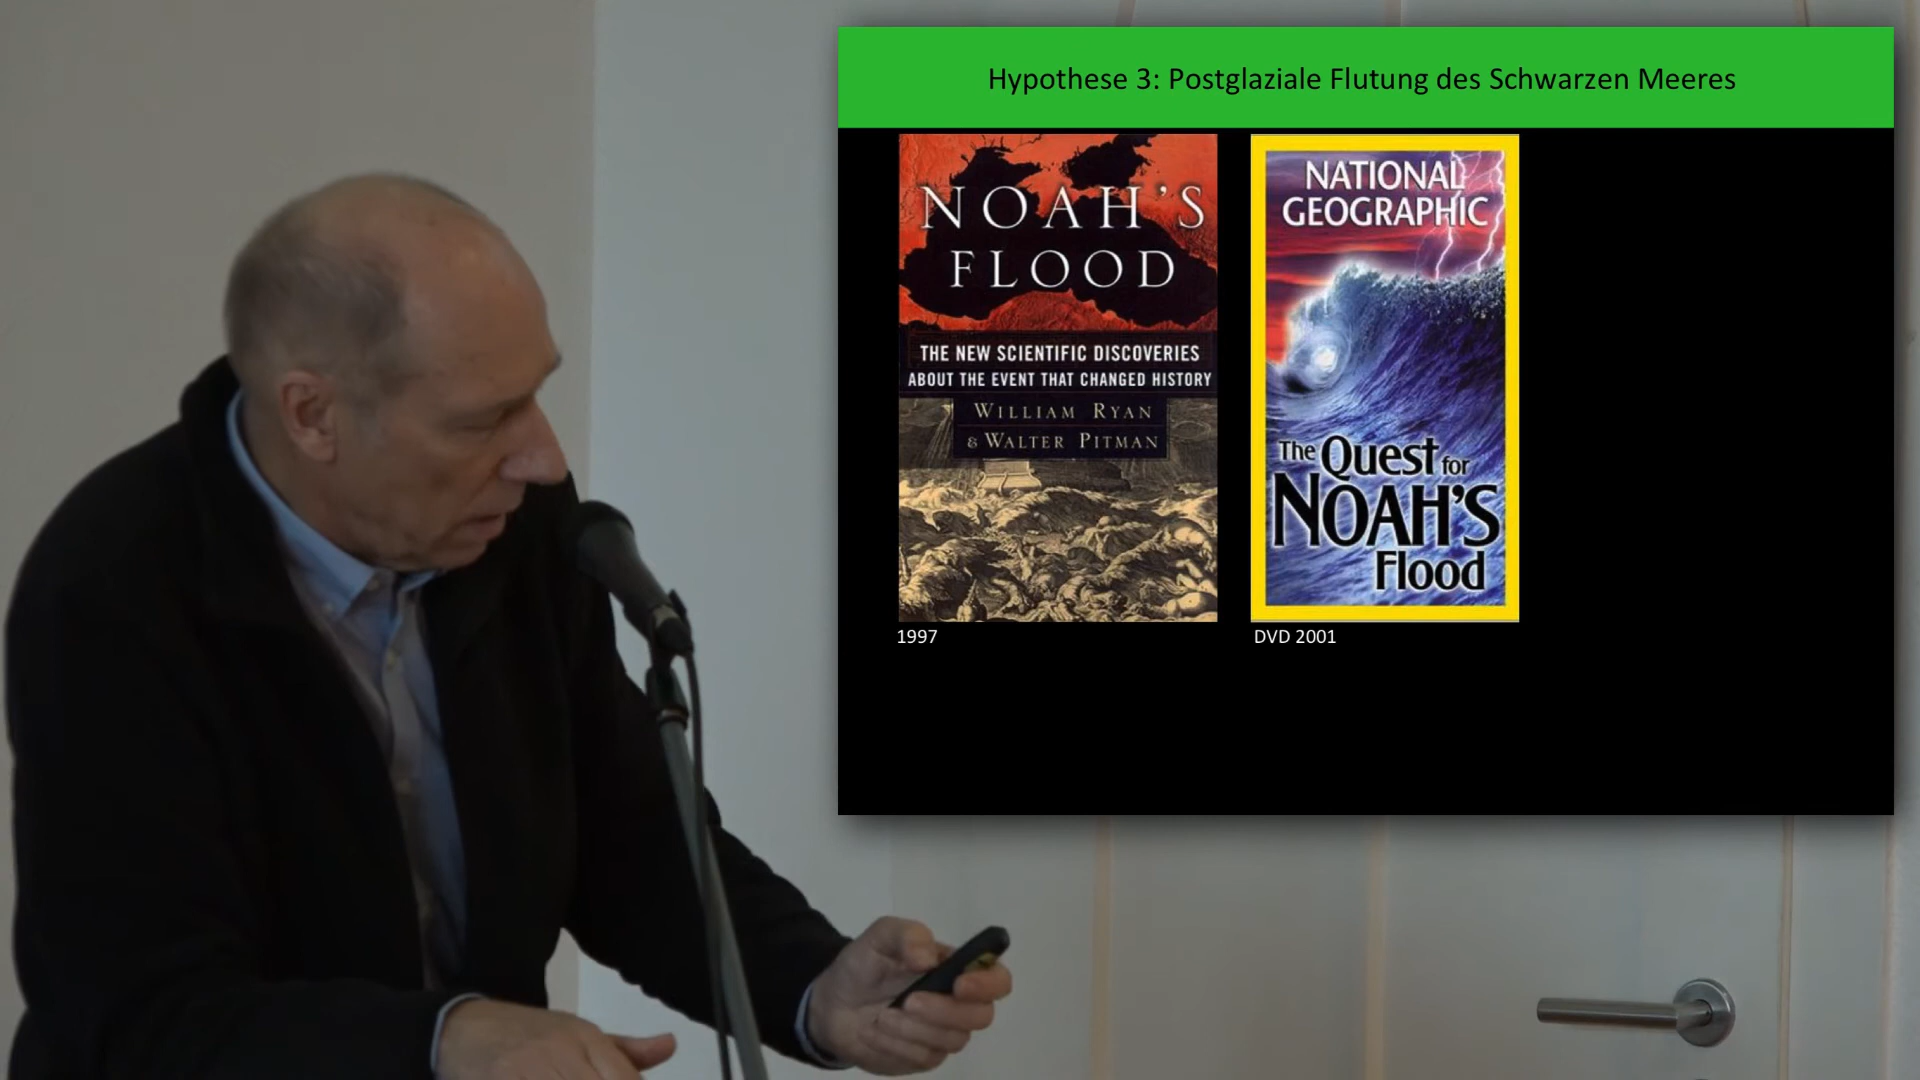 Hypothese 3: Postglaziale Flutung des Schwarzen Meeres
NOAH'S
FLOOD
THE NEW SCIENTIFIC DISCOVERIES
ABOUT THE EVENT THAT CHANGED HISTORY
WILLIAM RYAN
& WALTER PITMAN
1997
NATIONAL
GEOGRAPHIC
The Quest for
NOAH'S
Flood
DVD 2001